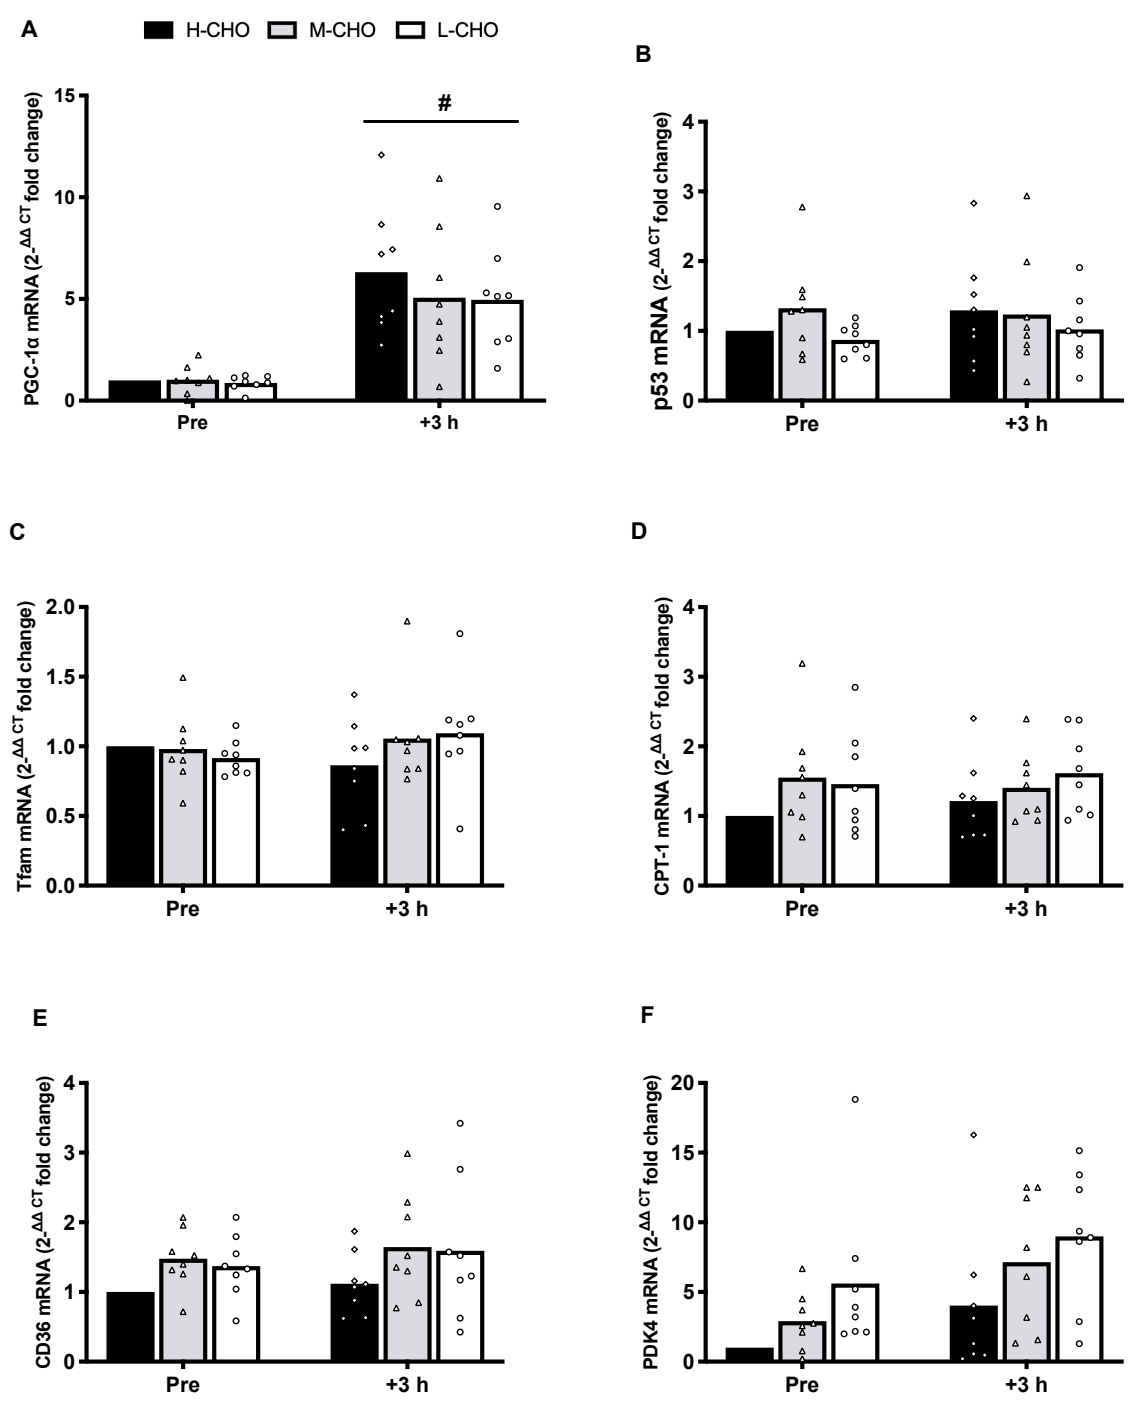 A
H-CHO M-CHO L-CHO
PGC-1α mRNA (2-ΔΔ CT fold change)
15
10
5
0
#
Pre +3 h
B
p53 mRNA (2-ΔΔ CT fold change)
4
3
2
1
0
Pre +3 h
C
Tfam mRNA (2-ΔΔ CT fold change)
2.0
1.5
1.0
0.5
0.0
Pre +3 h
D
CPT-1 mRNA (2-ΔΔ CT fold change)
4
3
2
1
0
Pre +3 h
E
CD36 mRNA (2-ΔΔ CT fold change)
4
3
2
1
0
Pre +3 h
F
PDK4 mRNA (2-ΔΔ CT fold change)
20
15
10
5
0
Pre +3 h